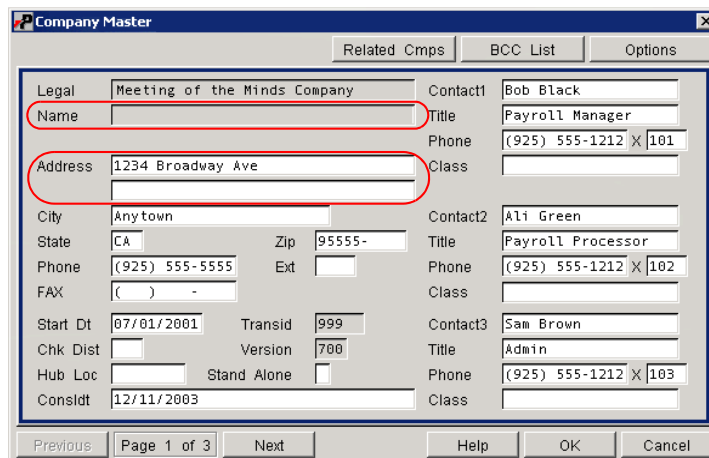 Company Master
Related Cmps BCC List Options
Legal Meeting of the Minds Company Contact1 Bob Black
Name Title Payroll Manager
Phone (925) 555-1212 X 101
Address 1234 Broadway Ave Class
City Anytown Contact2 Ali Green
State CA Zip 95555- Title Payroll Processor
Phone (925) 555-5555 Ext Phone (925) 555-1212 X 102
FAX ( ) - Class
Start Dt 07/01/2001 Transid 999 Contact3 Sam Brown
Chk Dist Version 700 Title Admin
Hub Loc Stand Alone Phone (925) 555-1212 X 103
Consldt 12/11/2003 Class
Previous Page 1 of 3 Next Help OK Cancel